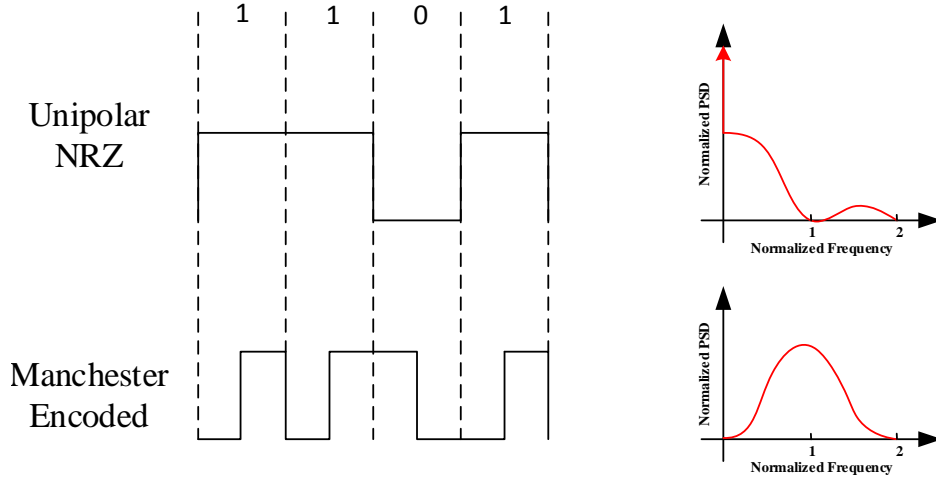 1 1 0 1
Unipolar
NRZ
Normalized PSD
1 2
Normalized Frequency
Manchester
Encoded
Normalized PSD
1 2
Normalized Frequency